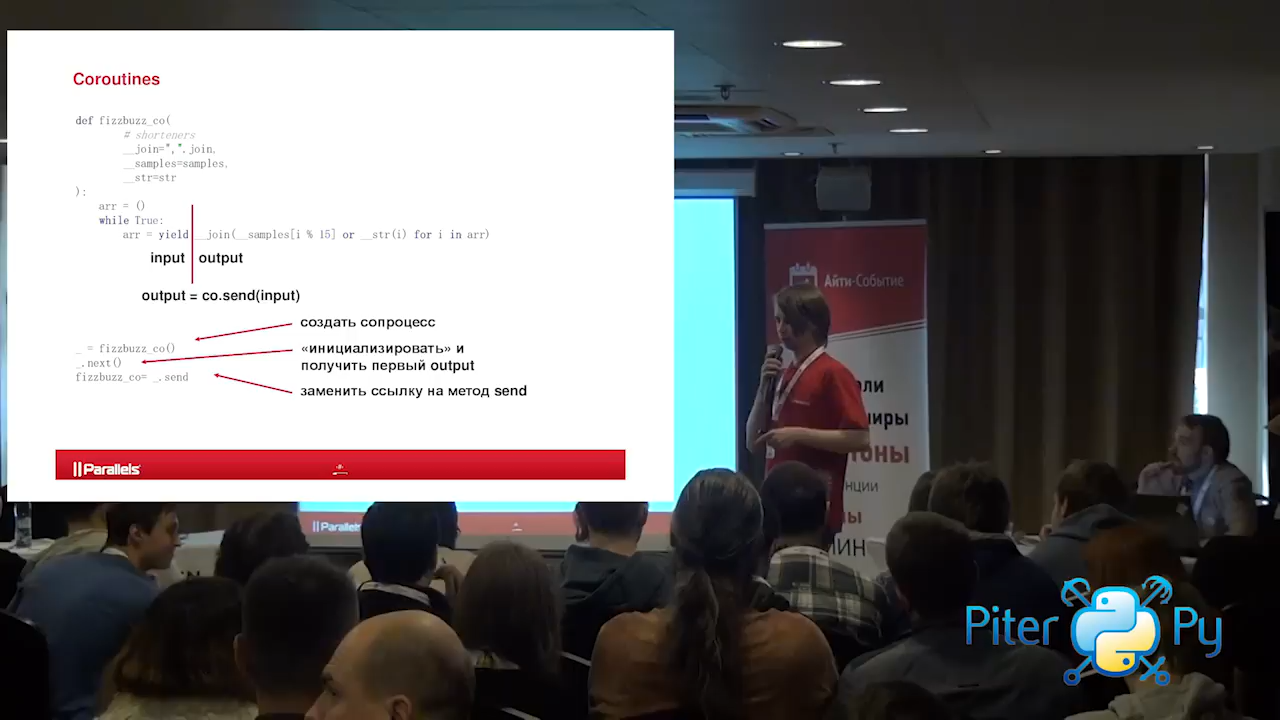 Coroutines
def fizzbuzz_co(
# shorteners
__join=",".join,
__samples=samples,
__str=str
):
arr = ()
while True:
arr = yield __join(__samples[i % 15] or __str(i) for i in arr)
input output
output = co.send(input)
создать сопроцесс
_ = fizzbuzz_co()
«инициализировать» и
_.next()
получить первый output
fizzbuzz_co= _.send
заменить ссылку на метод send
Parallels
Parallels
Айти-Событие
Piter Py